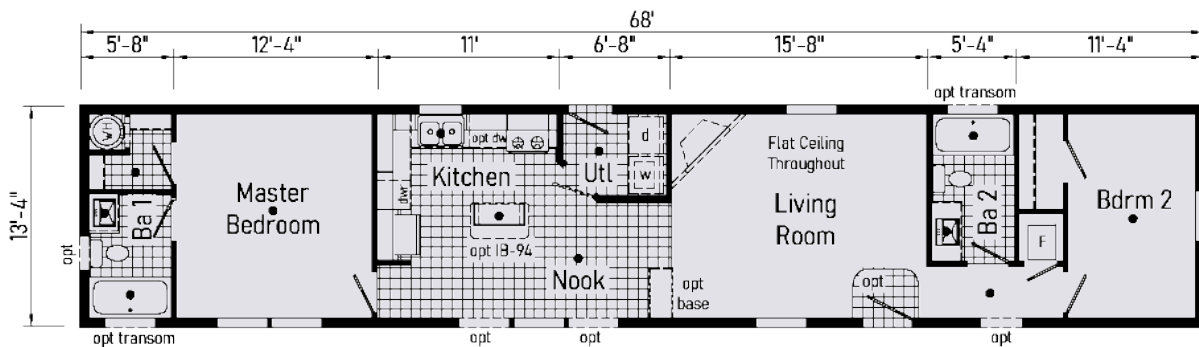 68'
5'-8"
12'-4"
11'
6'-8"
15'-8"
5'-4"
11'-4"
opt transom
13'-4"
WH
opt dw
d
Flat Ceiling
Throughout
Kitchen
Utl
w
dwr
Master
Bedroom
Ba 1
Living
Room
Ba 2
Bdrm 2
F
opt
opt IB-94
Nook
opt
base
opt
opt transom
opt
opt
opt